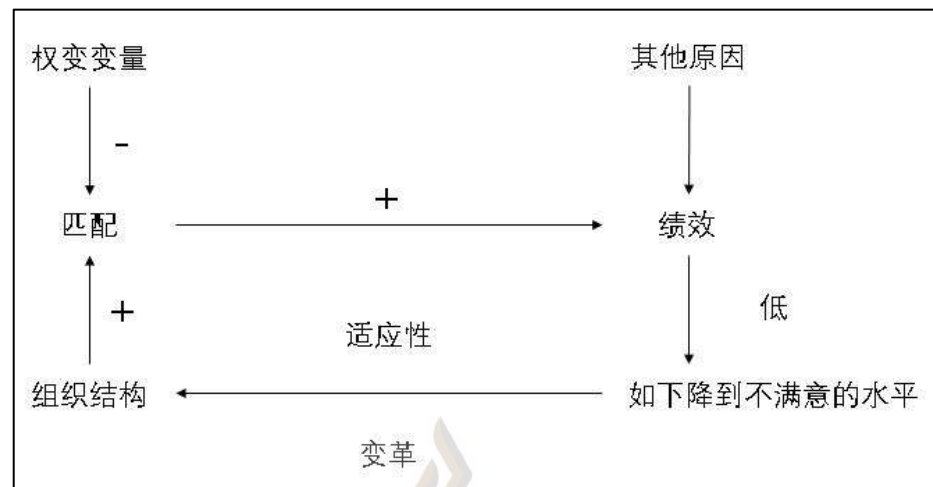 权变变量 其他原因
-
+
匹配 绩效
+ 低
适应性
组织结构 如下降到不满意的水平
变革